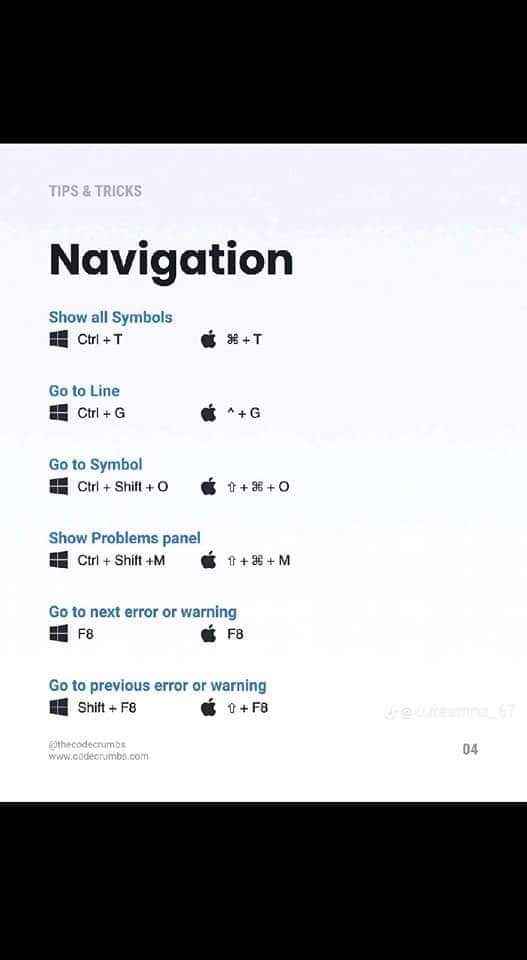 TIPS & TRICKS
Navigation
Show all Symbols
Ctrl + T ⌘ + T
Go to Line
Ctrl + G ^ + G
Go to Symbol
Ctrl + Shift + O ⇧ + ⌘ + O
Show Problems panel
Ctrl + Shift +M ⇧ + ⌘ + M
Go to next error or warning
F8 F8
Go to previous error or warning
Shift + F8 ⇧ + F8
@thecodecrumbs
www.codecrumbs.com
04